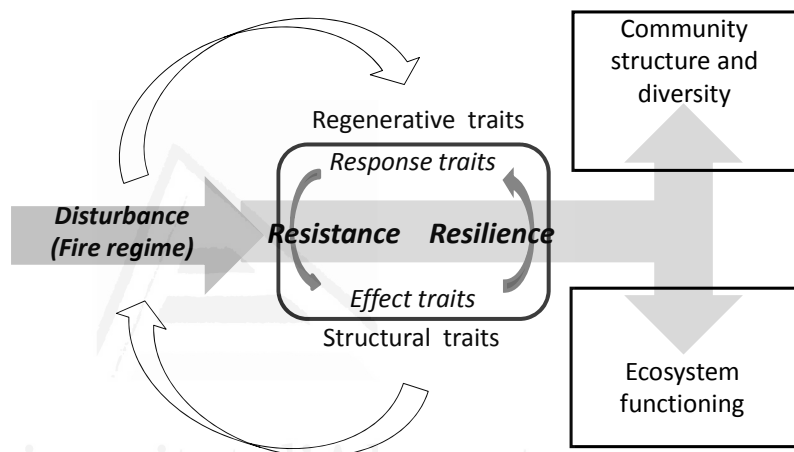 Community
structure and
diversity
Regenerative traits
Response traits
Disturbance
(Fire regime)
Resistance Resilience
Effect traits
Structural traits
Ecosystem
functioning